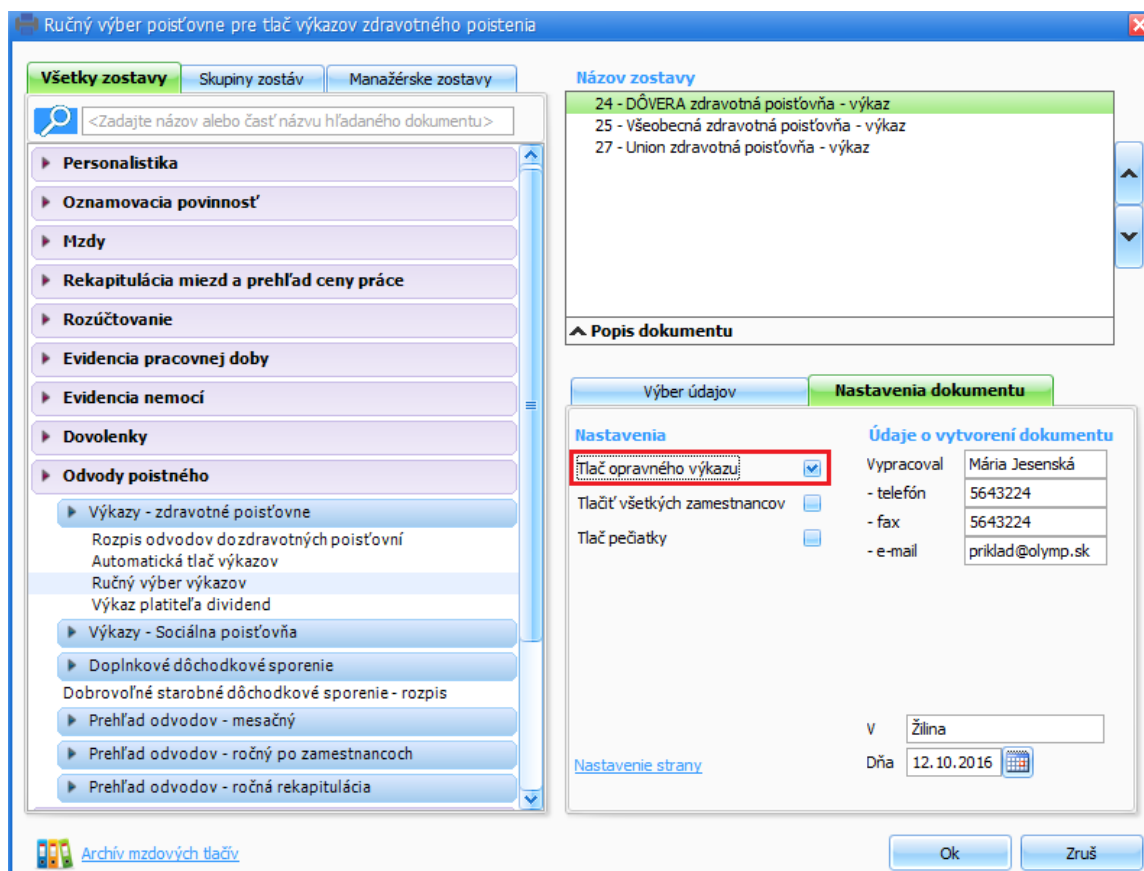 Ručný výber poisťovne pre tlač výkazov zdravotného poistenia
Všetky zostavy
Skupiny zostáv
Manažérske zostavy
<Zadajte názov alebo časť názvu hľadaného dokumentu>
Personalistika
Oznamovacia povinnosť
Mzdy
Rekapitulácia miezd a prehľad ceny práce
Rozúčtovanie
Evidencia pracovnej doby
Evidencia nemocí
Dovolenky
Odvody poistného
Výkazy - zdravotné poisťovne
Rozpis odvodov do zdravotných poisťovní
Automatická tlač výkazov
Ručný výber výkazov
Výkaz platiteľa dividend
Výkazy - Sociálna poisťovňa
Doplnkové dôchodkové sporenie
Dobrovoľné starobné dôchodkové sporenie - rozpis
Prehľad odvodov - mesačný
Prehľad odvodov - ročný po zamestnancoch
Prehľad odvodov - ročná rekapitulácia
Archív mzdových tlačív
Názov zostavy
24 - DÔVERA zdravotná poisťovňa - výkaz
25 - Všeobecná zdravotná poisťovňa - výkaz
27 - Union zdravotná poisťovňa - výkaz
Popis dokumentu
Výber údajov
Nastavenia dokumentu
Nastavenia
Tlač opravného výkazu
Tlačiť všetkých zamestnancov
Tlač pečiatky
Nastavenie strany
Údaje o vytvorení dokumentu
Vypracoval Mária Jesenská
- telefón 5643224
- fax 5643224
- e-mail priklad@olymp.sk
V Žilina
Dňa 12.10.2016
Ok
Zruš